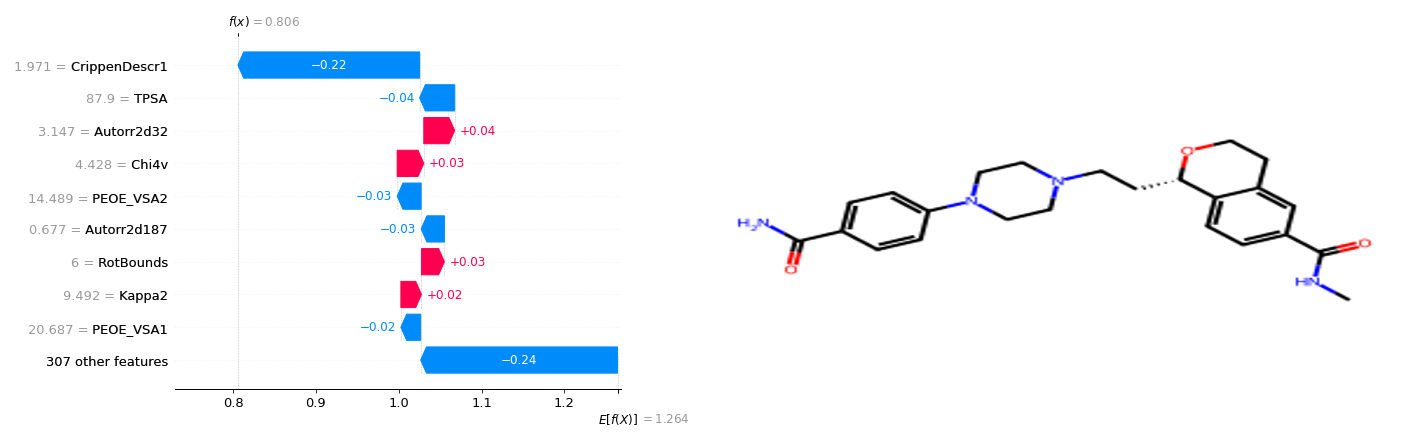 f(x) = 0.806
1.971 = CrippenDescr1
−0.22
87.9 = TPSA
−0.04
3.147 = Autorr2d32
+0.04
4.428 = Chi4v
+0.03
14.489 = PEOE_VSA2
−0.03
0.677 = Autorr2d187
−0.03
6 = RotBounds
+0.03
9.492 = Kappa2
+0.02
20.687 = PEOE_VSA1
−0.02
307 other features
−0.24
0.8 0.9 1.0 1.1 1.2
E[f(X)] = 1.264
O
N
N
H₂N
O
O
HN